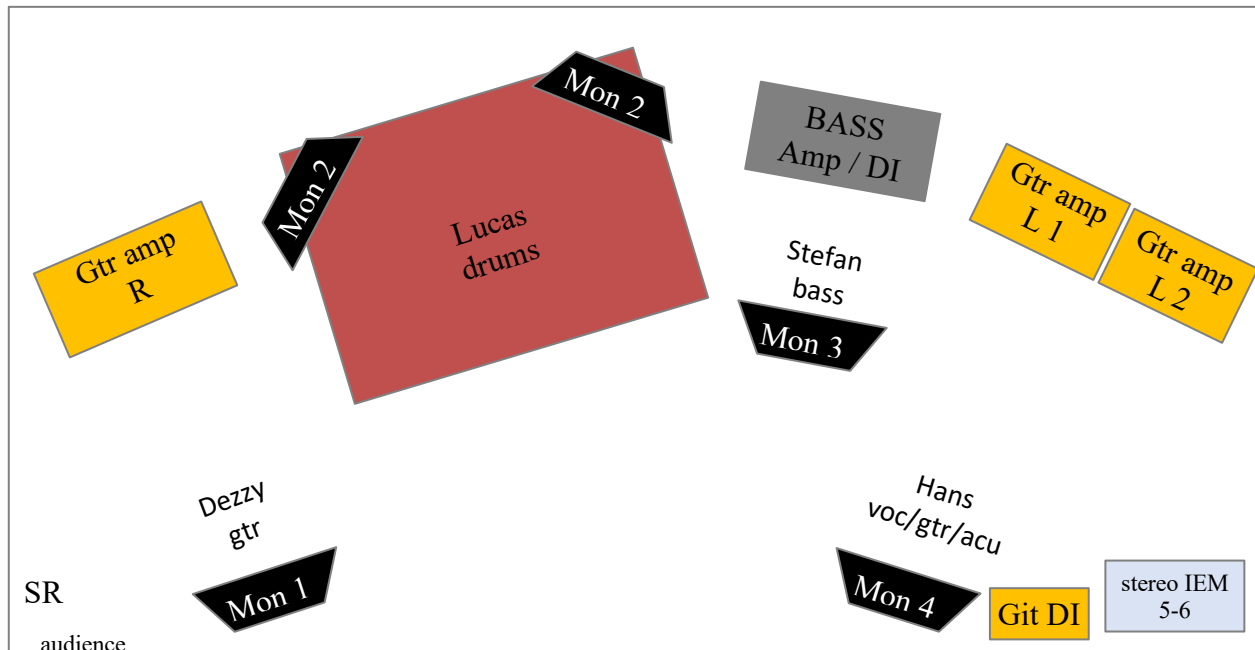 Mon 2
Mon 2
BASS
Amp / DI
Gtr amp
L 1
Gtr amp
L 2
Gtr amp
R
Lucas
drums
Stefan
bass
Mon 3
Dezzy
gtr
Hans
voc/gtr/acu
Mon 1
Mon 4
Git DI
stereo IEM
5-6
SR
audience